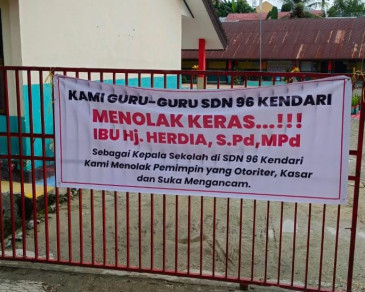 KAMI GURU-GURU SDN 96 KENDARI
MENOLAK KERAS...!!!
IBU Hj. HERDIA, S.Pd,MPd
Sebagai Kepala Sekolah di SDN 96 Kendari
Kami Menolak Pemimpin yang Otoriter, Kasar
dan Suka Mengancam.